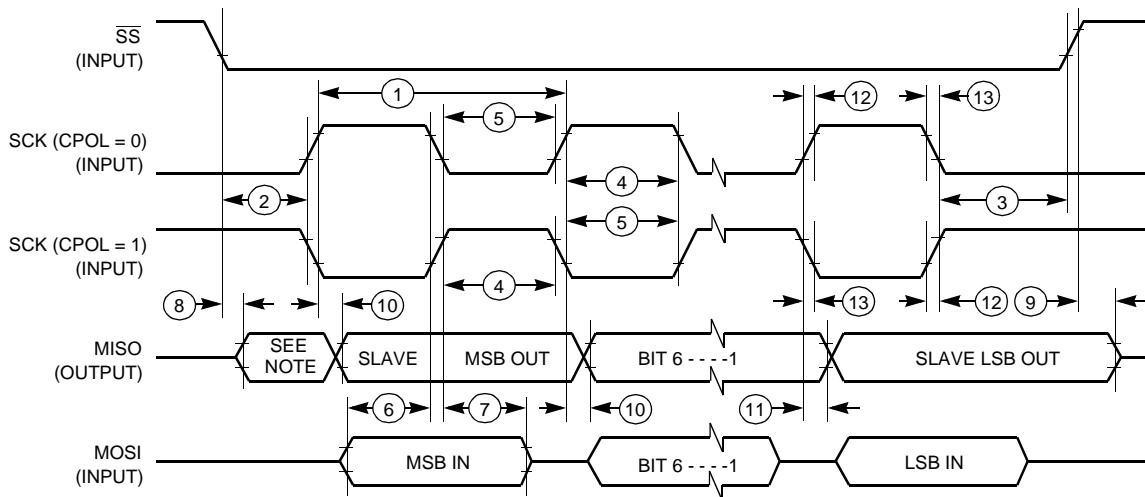 SS
(INPUT)
1
12
13
5
SCK (CPOL = 0)
(INPUT)
4
2
3
5
SCK (CPOL = 1)
(INPUT)
4
8
10
13
12
9
MISO
(OUTPUT)
SEE
NOTE
SLAVE
MSB OUT
BIT 6 - - - - 1
SLAVE LSB OUT
6
7
10
11
MOSI
(INPUT)
MSB IN
BIT 6 - - - - 1
LSB IN